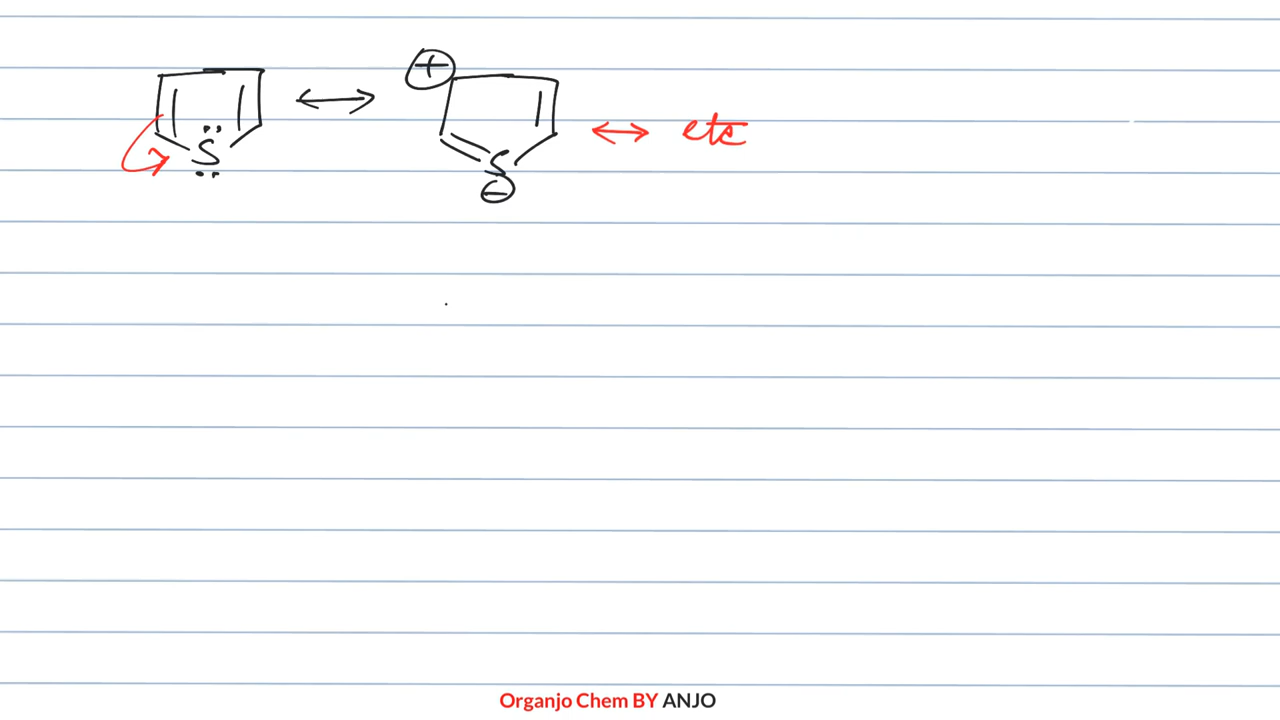 S ⟷ ⊕ S ⊖ ⟷ etc
Organjo Chem BY ANJO